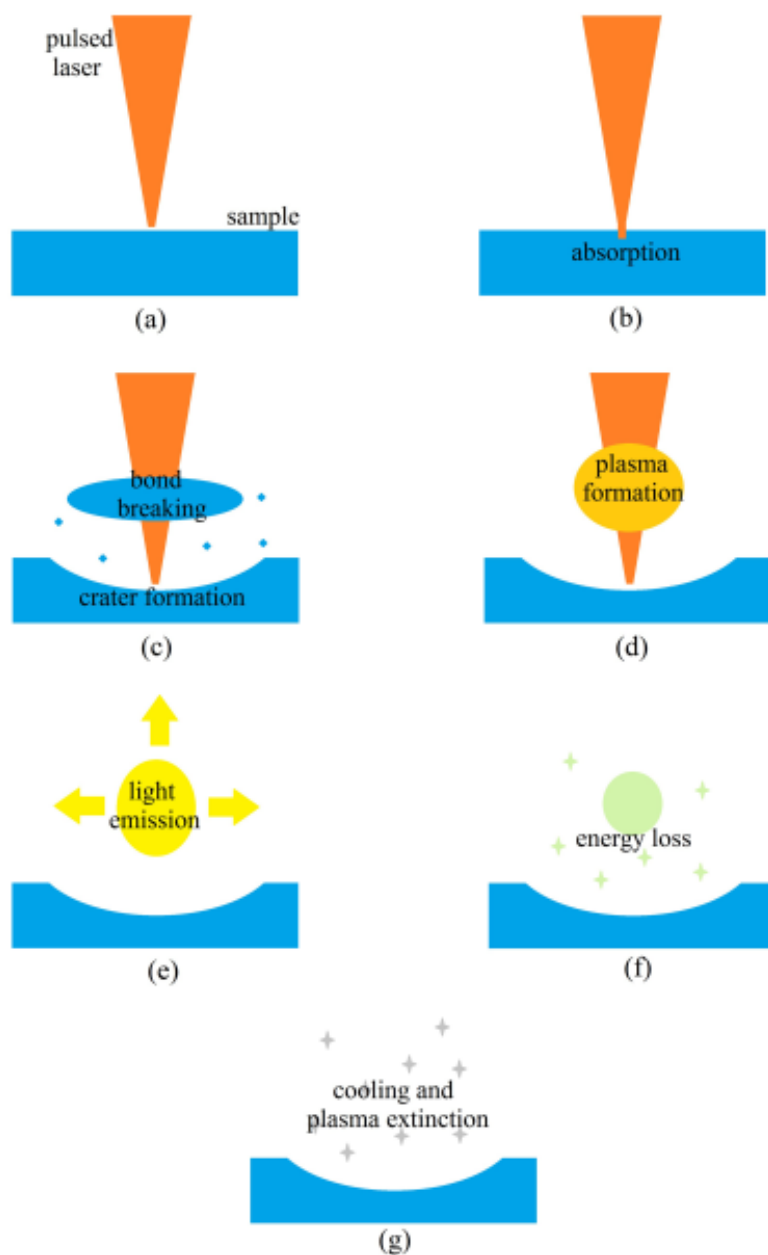 pulsed
laser
sample
(a)
absorption
(b)
bond
breaking
crater formation
(c)
plasma
formation
(d)
light
emission
(e)
energy loss
(f)
cooling and
plasma extinction
(g)